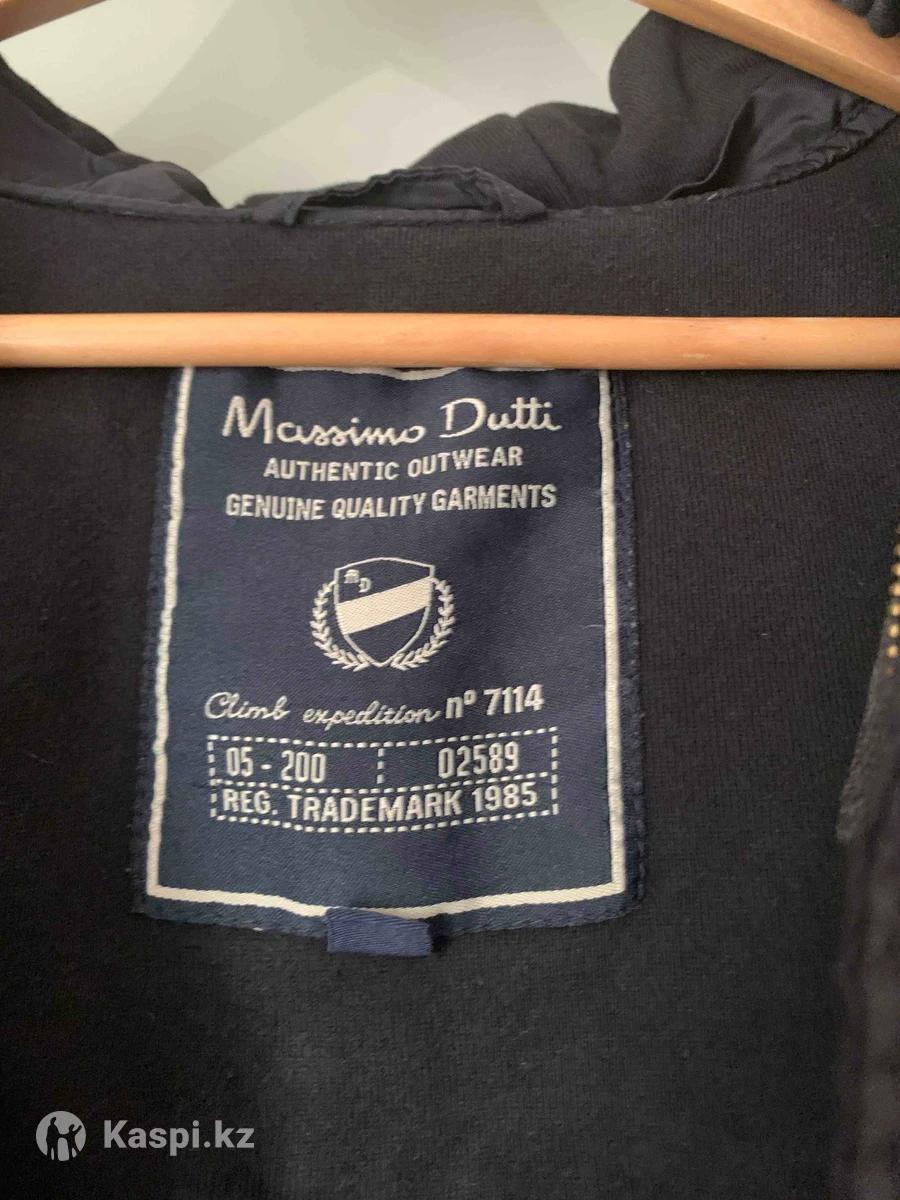 Massimo Dutti
AUTHENTIC OUTWEAR
GENUINE QUALITY GARMENTS
MD
Climb expedition nº 7114
05 - 200 02589
REG. TRADEMARK 1985
Kaspi.kz